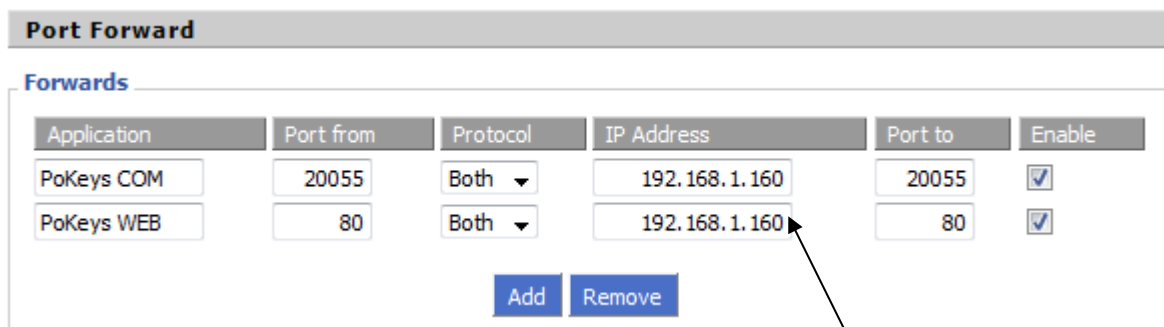 Port Forward
Forwards
Application Port from Protocol IP Address Port to Enable
PoKeys COM 20055 Both 192.168.1.160 20055
PoKeys WEB 80 Both 192.168.1.160 80
Add Remove